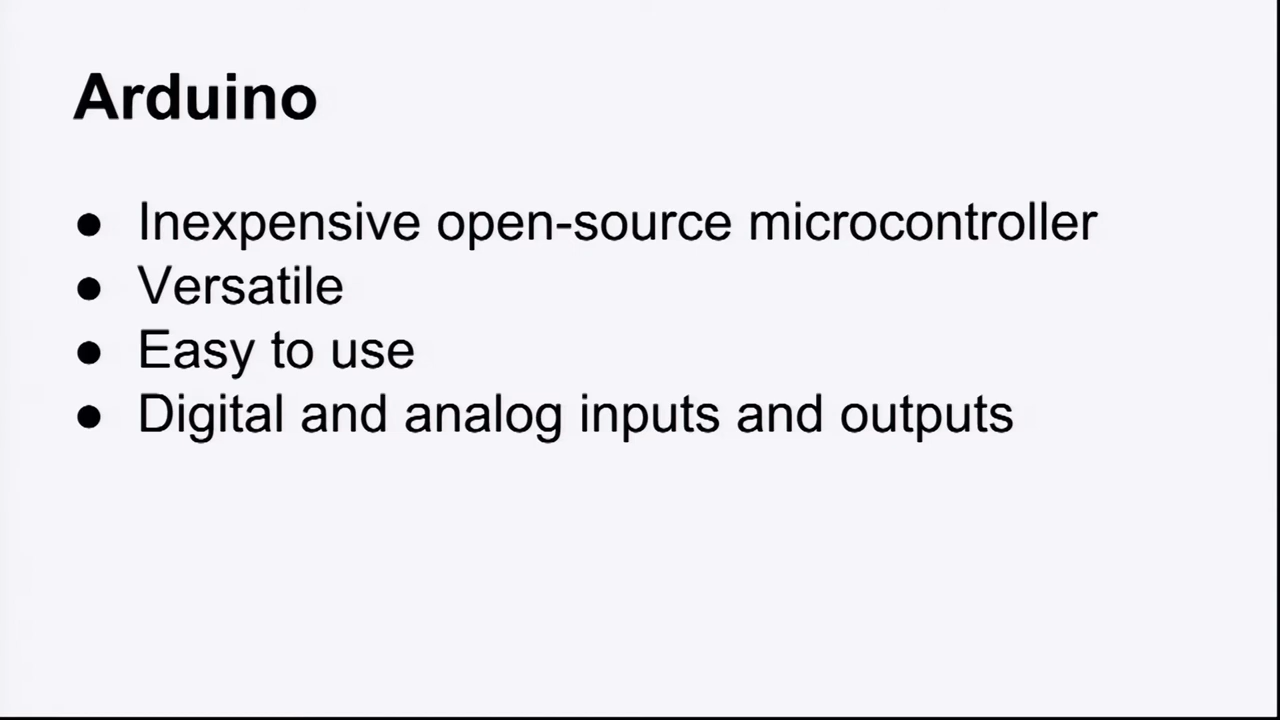 Arduino
● Inexpensive open-source microcontroller
● Versatile
● Easy to use
● Digital and analog inputs and outputs